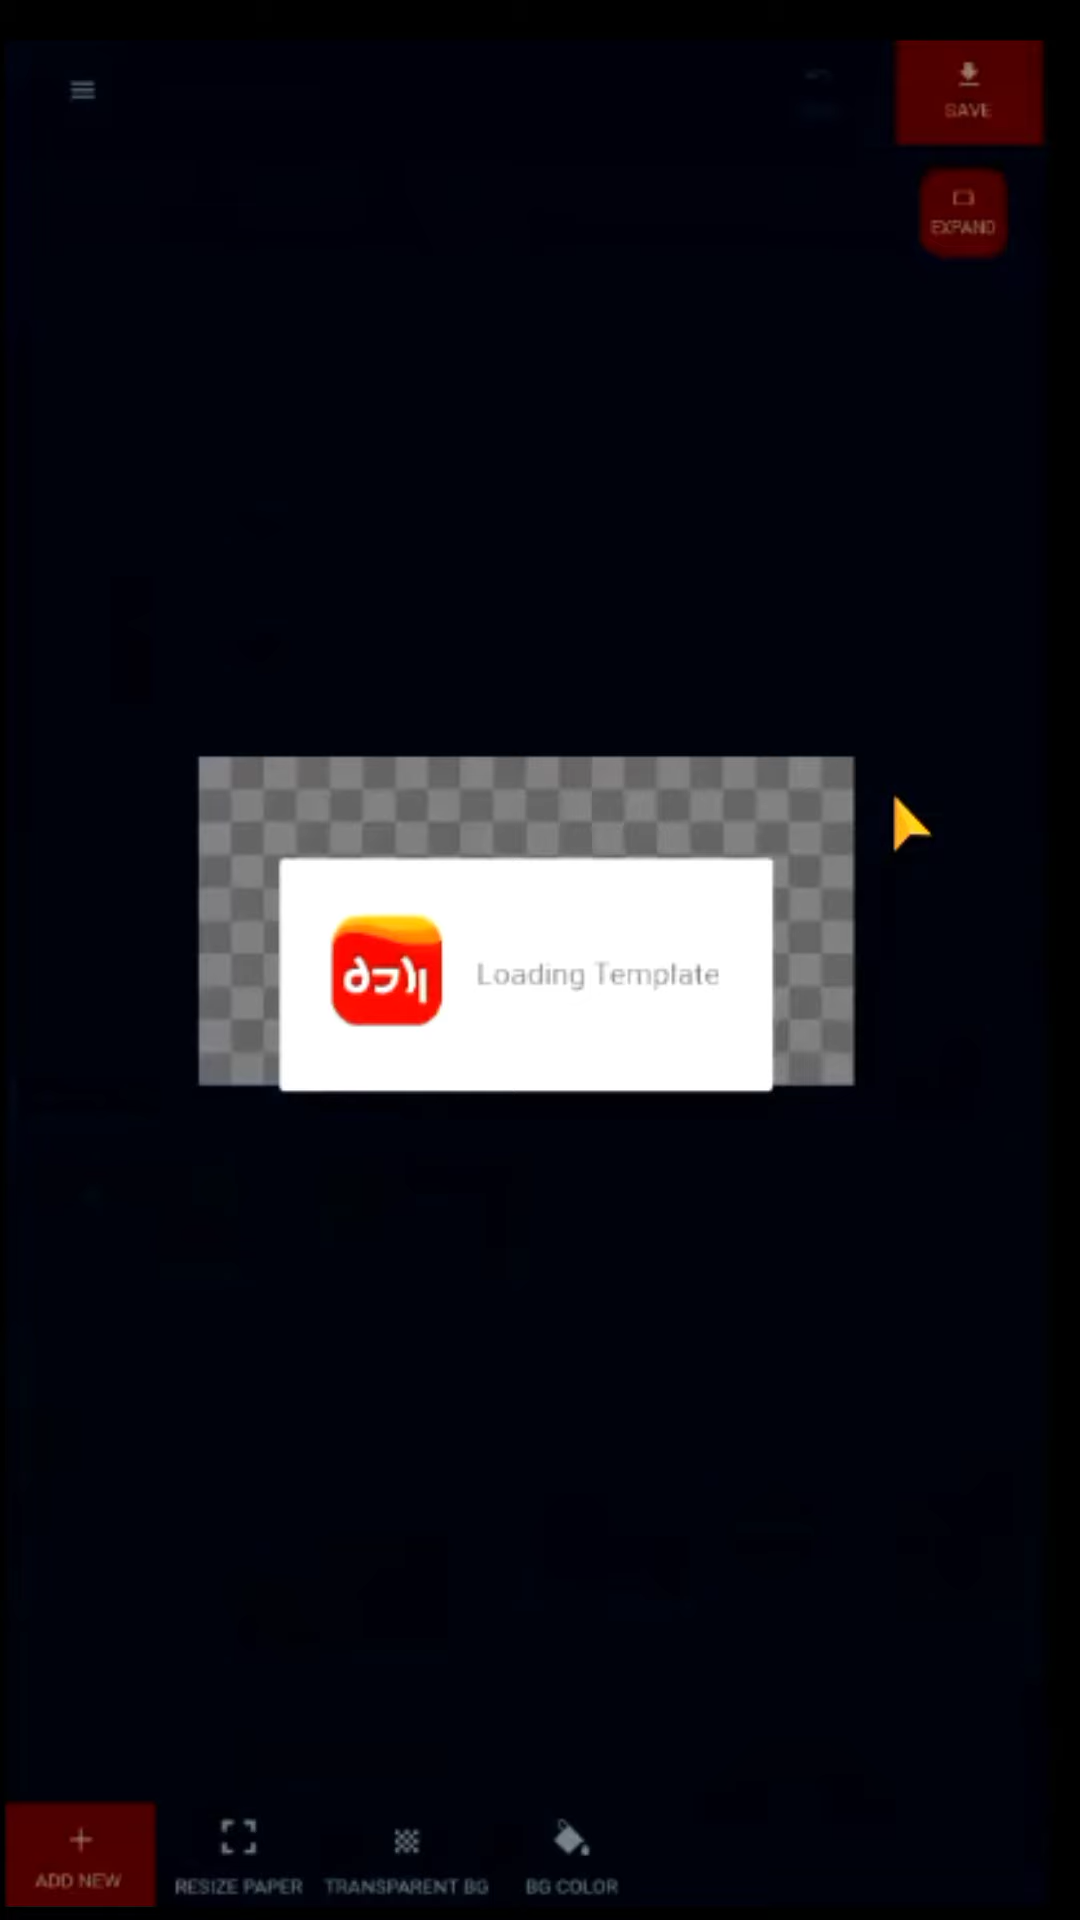 SAVE
EXPAND
Loading Template
ADD NEW
RESIZE PAPER
TRANSPARENT BG
BG COLOR